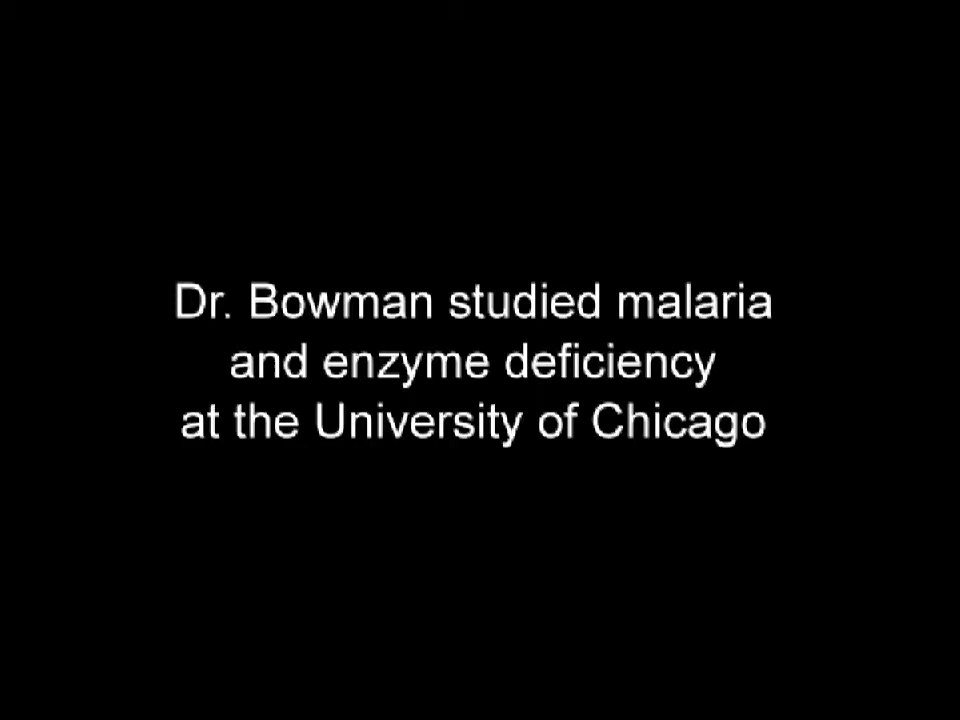 Dr. Bowman studied malaria
and enzyme deficiency
at the University of Chicago